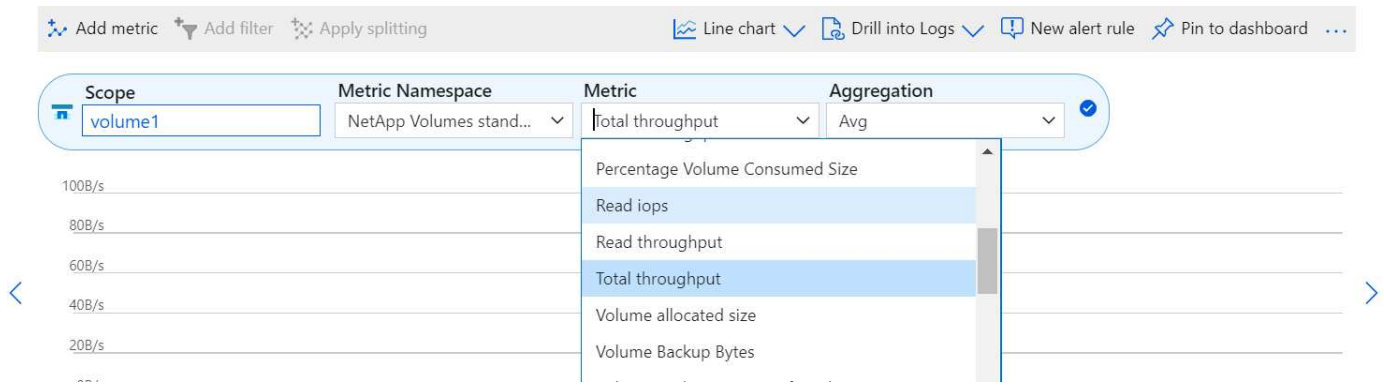 Add metric Add filter Apply splitting Line chart Drill into Logs New alert rule Pin to dashboard ...
Scope Metric Namespace Metric Aggregation
volume1 NetApp Volumes stand... Total throughput Avg
Percentage Volume Consumed Size
100B/s
Read iops
80B/s
Read throughput
60B/s
Total throughput
40B/s
Volume allocated size
20B/s
Volume Backup Bytes